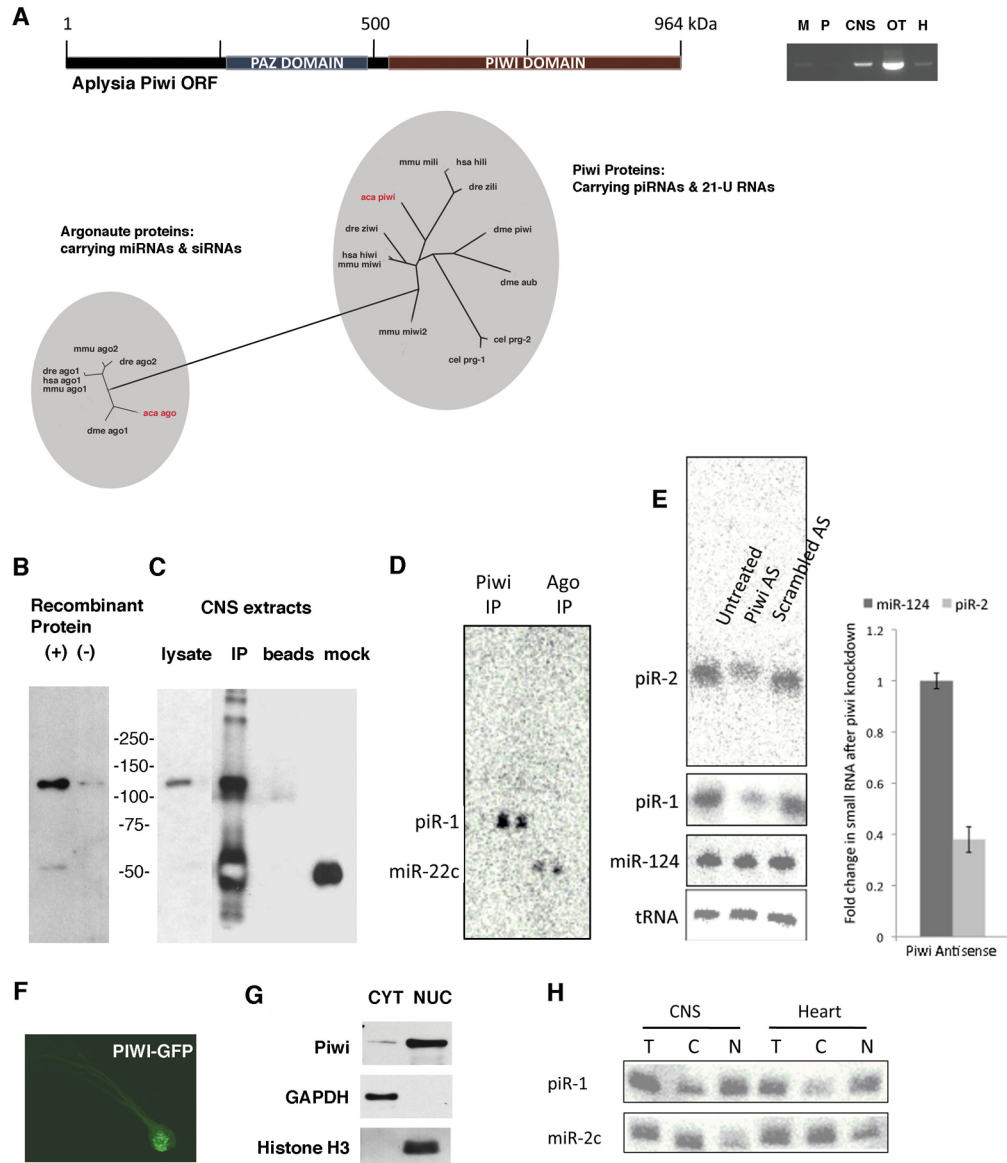 A
1 500 964 kDa
PAZ DOMAIN PIWI DOMAIN
Aplysia Piwi ORF
M P CNS OT H
Piwi Proteins:
Carrying piRNAs & 21-U RNAs
Argonaute proteins:
carrying miRNAs & siRNAs
mmu mili
hsa hili
dre zili
aca piwi
dre ziwi
hsa hiwi
mmu miwi
dme piwi
dme aub
mmu miwi2
cel prg-2
cel prg-1
mmu ago2
dre ago2
dre ago1
hsa ago1
mmu ago1
aca ago
dme ago1
B
Recombinant
Protein
(+) (-)
-250-
-150-
-100-
-75-
-50-
C
CNS extracts
lysate IP beads mock
D
Piwi
IP
Ago
IP
piR-1
miR-22c
E
Untreated
Piwi AS
Scrambled AS
piR-2
piR-1
miR-124
tRNA
miR-124 piR-2
Fold change in small RNA after piwi knockdown
1.2
1
0.8
0.6
0.4
0.2
0
Piwi Antisense
F
PIWI-GFP
G
CYT NUC
Piwi
GAPDH
Histone H3
H
CNS Heart
T C N T C N
piR-1
miR-2c